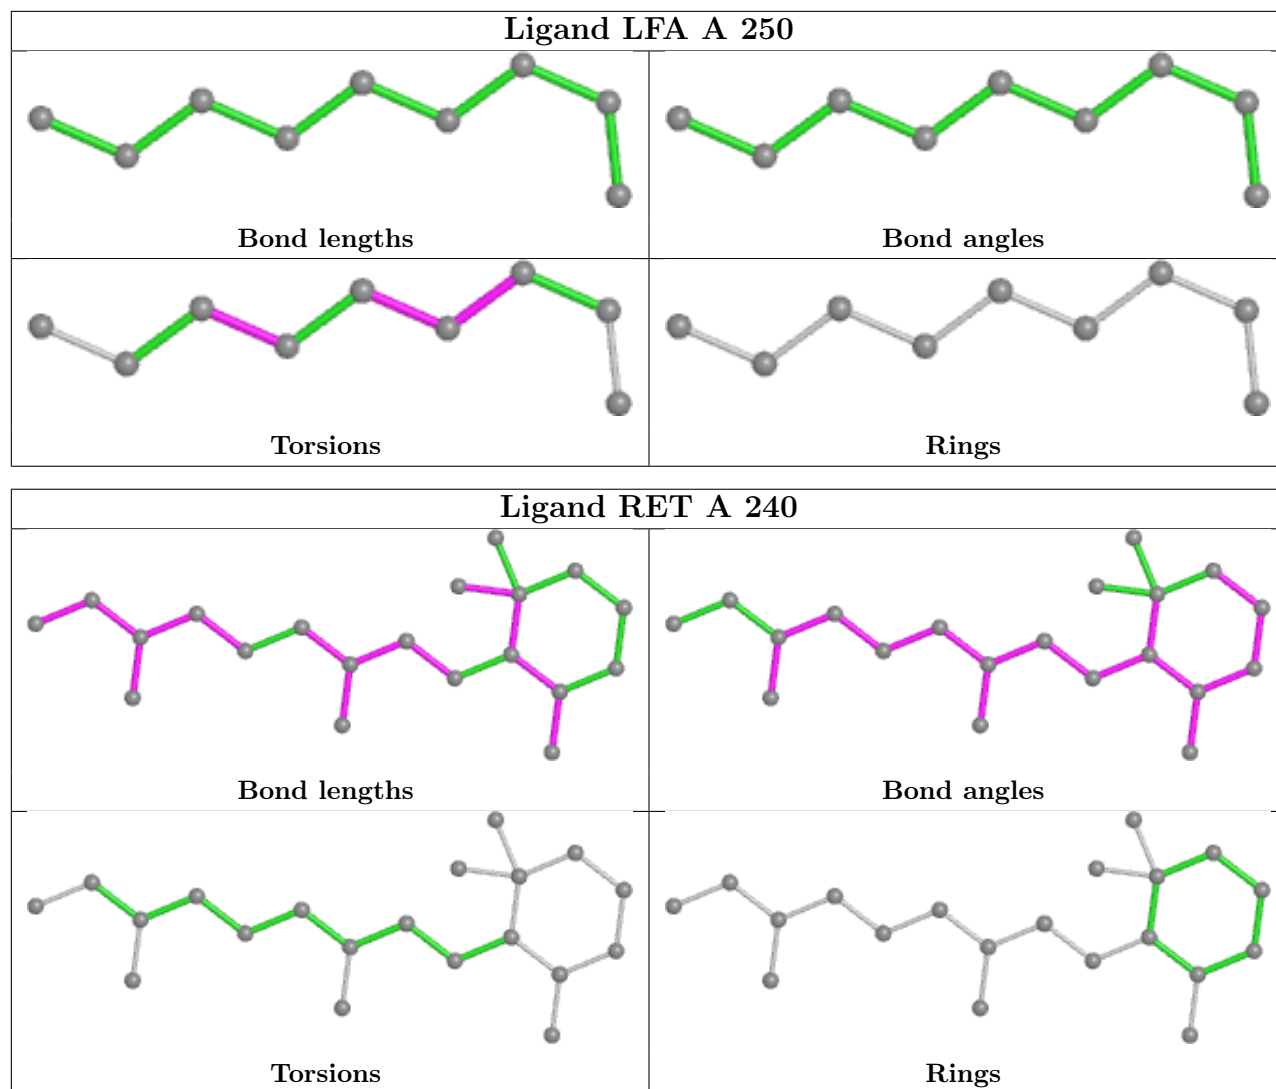 Ligand LFA A 250
Bond lengths
Bond angles
Torsions
Rings
Ligand RET A 240
Bond lengths
Bond angles
Torsions
Rings